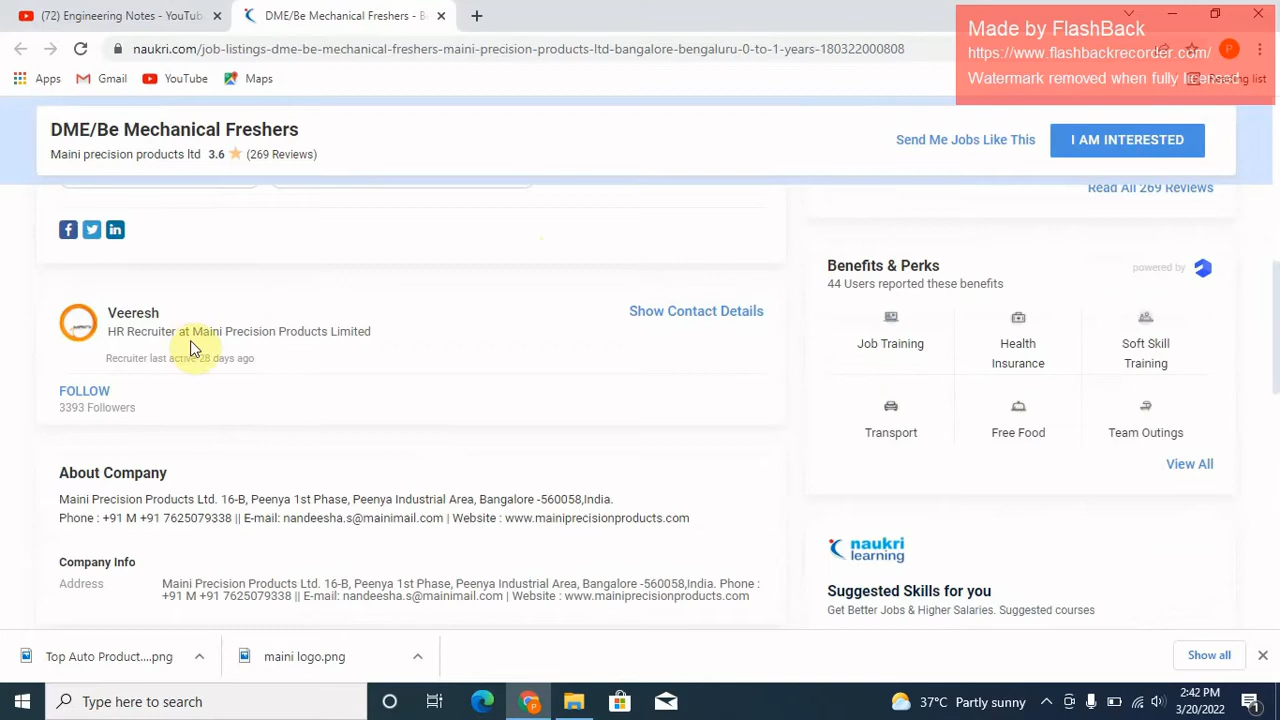 (72) Engineering Notes - YouTub
DME/Be Mechanical Freshers - B
Made by FlashBack
https://www.flashbackrecorder.com/
Watermark removed when fully licensed
naukri.com/job-listings-dme-be-mechanical-freshers-maini-precision-products-ltd-bangalore-bengaluru-0-to-1-years-180322000808
P
Apps
Gmail
YouTube
Maps
Reading list
DME/Be Mechanical Freshers
Maini precision products ltd 3.6 (269 Reviews)
Send Me Jobs Like This
I AM INTERESTED
Read All 269 Reviews
Veeresh
HR Recruiter at Maini Precision Products Limited
Recruiter last active 28 days ago
Show Contact Details
FOLLOW
3393 Followers
Benefits & Perks
powered by
44 Users reported these benefits
Job Training
Health Insurance
Soft Skill Training
Transport
Free Food
Team Outings
View All
About Company
Maini Precision Products Ltd. 16-B, Peenya 1st Phase, Peenya Industrial Area, Bangalore -560058,India.
Phone : +91 M +91 7625079338 || E-mail: nandeesha.s@mainimail.com | Website : www.mainiprecisionproducts.com
Company Info
Address
Maini Precision Products Ltd. 16-B, Peenya 1st Phase, Peenya Industrial Area, Bangalore -560058,India. Phone :
+91 M +91 7625079338 || E-mail: nandeesha.s@mainimail.com | Website : www.mainiprecisionproducts.com
naukri
learning
Suggested Skills for you
Get Better Jobs & Higher Salaries. Suggested courses
Top Auto Product....png
maini logo.png
Show all
Type here to search
37°C Partly sunny
2:42 PM
3/20/2022
1